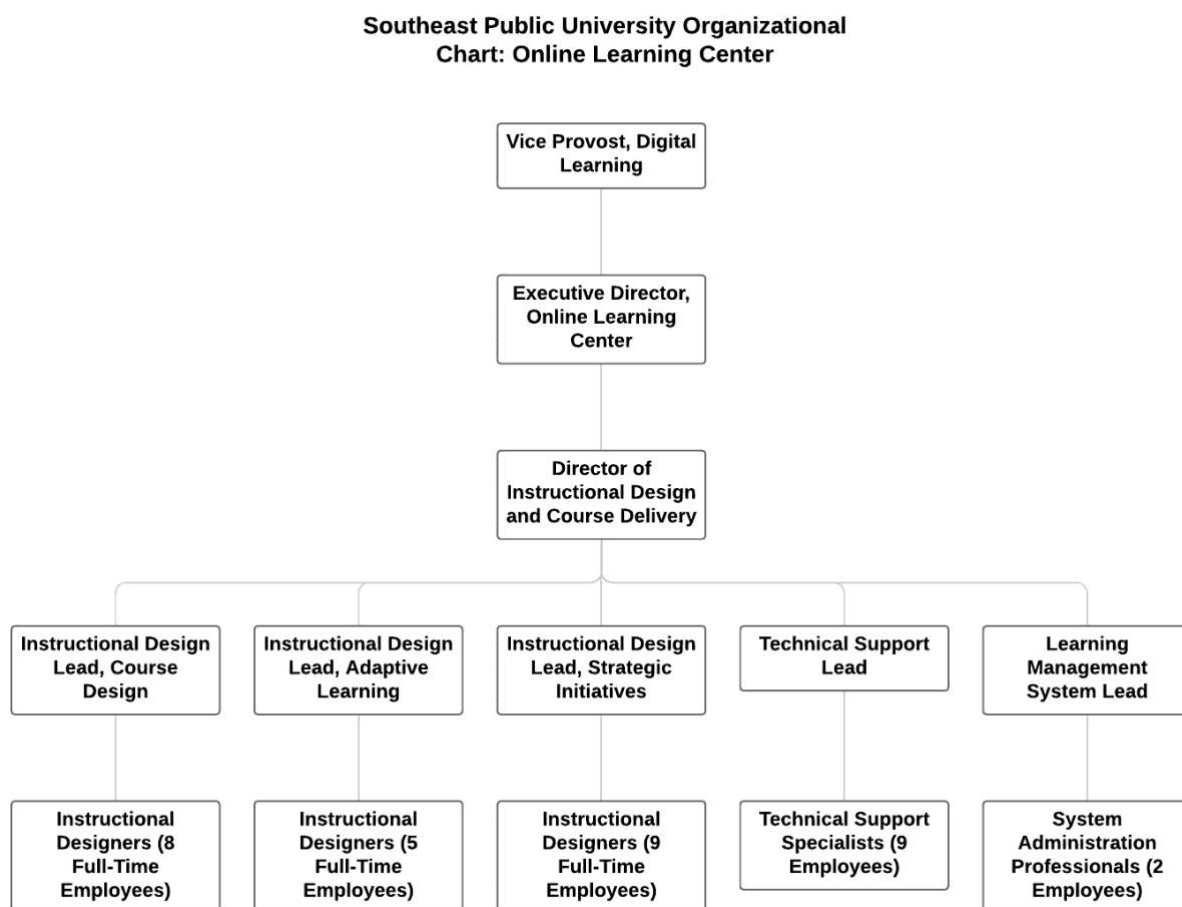 Southeast Public University Organizational
Chart: Online Learning Center
Vice Provost, Digital
Learning
Executive Director,
Online Learning
Center
Director of
Instructional Design
and Course Delivery
Instructional Design
Lead, Course
Design
Instructional Design
Lead, Adaptive
Learning
Instructional Design
Lead, Strategic
Initiatives
Technical Support
Lead
Learning
Management
System Lead
Instructional
Designers (8
Full-Time
Employees)
Instructional
Designers (5
Full-Time
Employees)
Instructional
Designers (9
Full-Time
Employees)
Technical Support
Specialists (9
Employees)
System
Administration
Professionals (2
Employees)